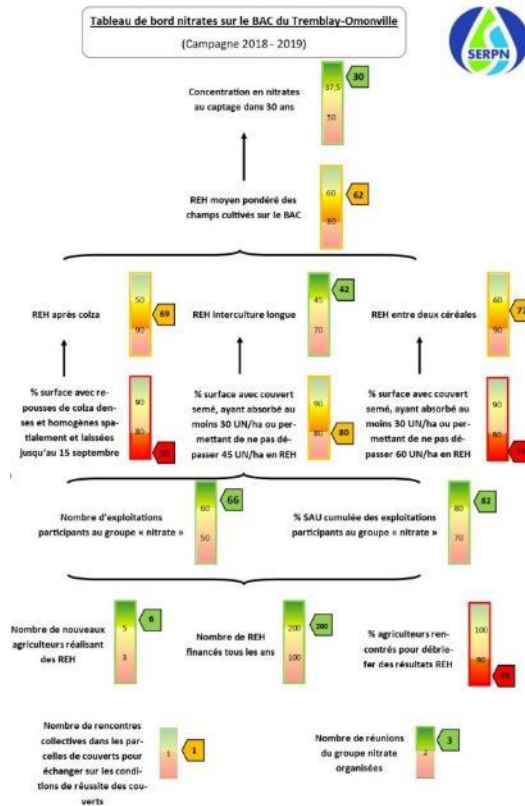 Tableau de bord nitrates sur le BAC du Tremblay-Omonville
(Campagne 2018 - 2019)
SERPN
Concentration en nitrates
au captage dans 30 ans
37,5
50
30
REH moyen pondéré des
champs cultivés sur le BAC
60
80
62
REH après colza
50
90
69
REH interculture longue
45
70
42
REH entre deux céréales
60
90
77
% surface avec re-
pousses de colza den-
ses et homogènes spa-
tialement et laissées
jusqu'au 15 septembre
90
80
% surface avec couvert
semé, ayant absorbé au
moins 30 UN/ha ou per-
mettant de ne pas dé-
passer 45 UN/ha en REH
90
80
80
% surface avec couvert
semé, ayant absorbé au
moins 30 UN/ha ou per-
mettant de ne pas dé-
passer 60 UN/ha en REH
90
80
Nombre d'exploitations
participants au groupe « nitrate »
60
50
66
% SAU cumulée des exploitations
participants au groupe « nitrate »
80
70
82
Nombre de nouveaux
agriculteurs réalisant
des REH
5
3
6
Nombre de REH
financés tous les ans
200
100
200
% agriculteurs ren-
contrés pour débrie-
fer des résultats REH
100
90
Nombre de rencontres
collectives dans les par-
celles de couverts pour
échanger sur les condi-
tions de réussite des cou-
verts
1
1
Nombre de réunions
du groupe nitrate
organisées
2
3